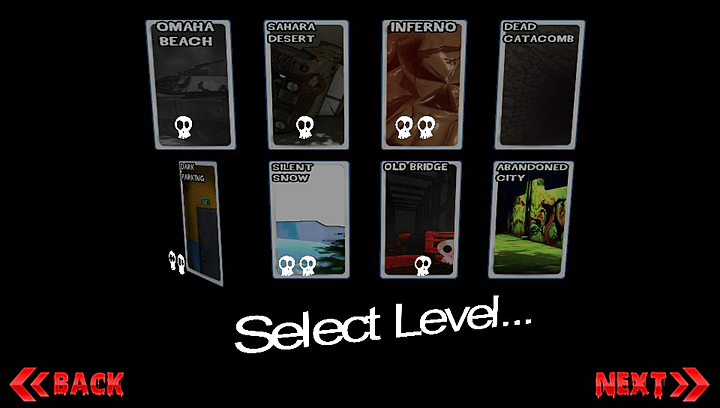 OMAHA
BEACH
SAHARA
DESERT
INFERNO
DEAD
CATACOMB
DARK
PARKING
SILENT
SNOW
OLD BRIDGE
ABANDONED
CITY
Select Level...
BACK
NEXT